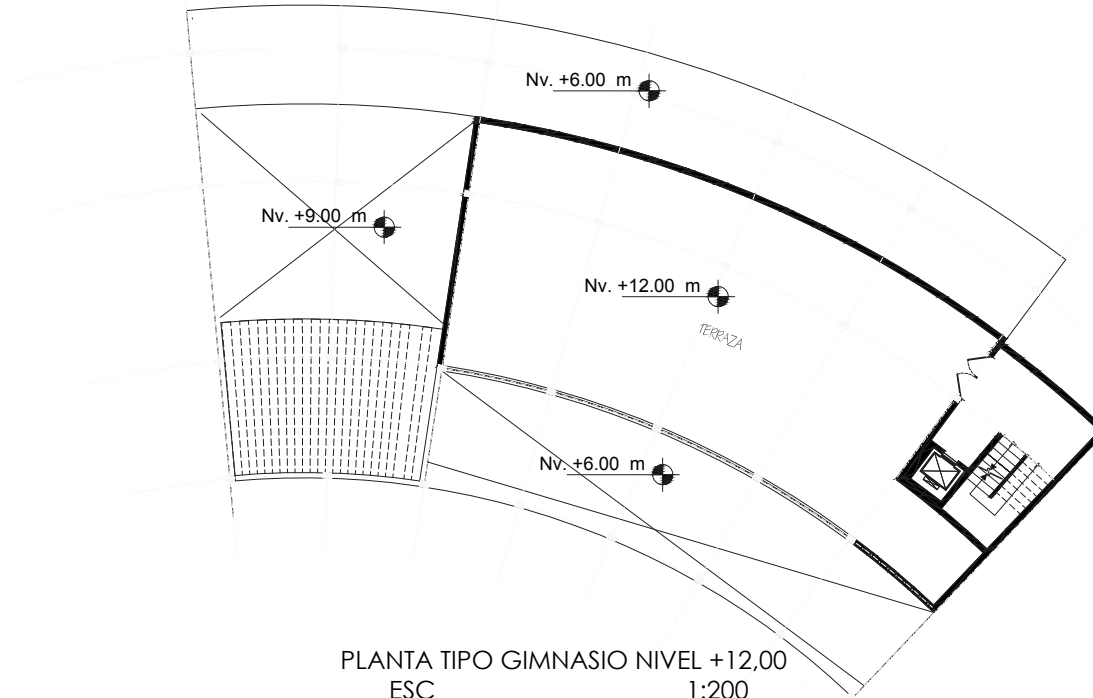 Nv. +6.00 m
Nv. +9.00 m
Nv. +12.00 m
TERRAZA
Nv. +6.00 m
PLANTA TIPO GIMNASIO NIVEL +12,00
ESC 1:200